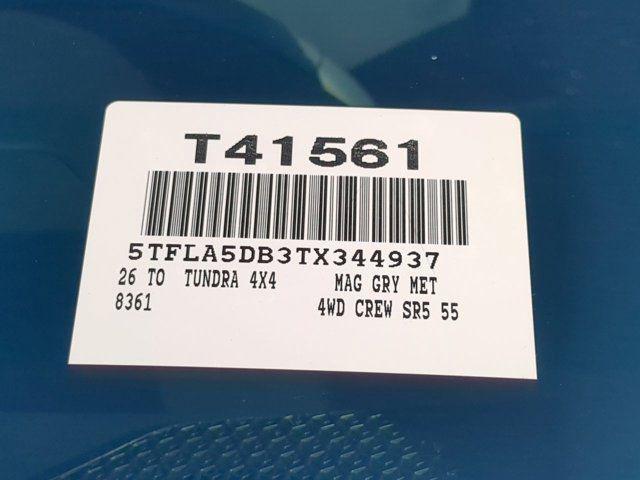 T41561
5TFLA5DB3TX344937
26 TO TUNDRA 4X4 MAG GRY MET
8361 4WD CREW SR5 55